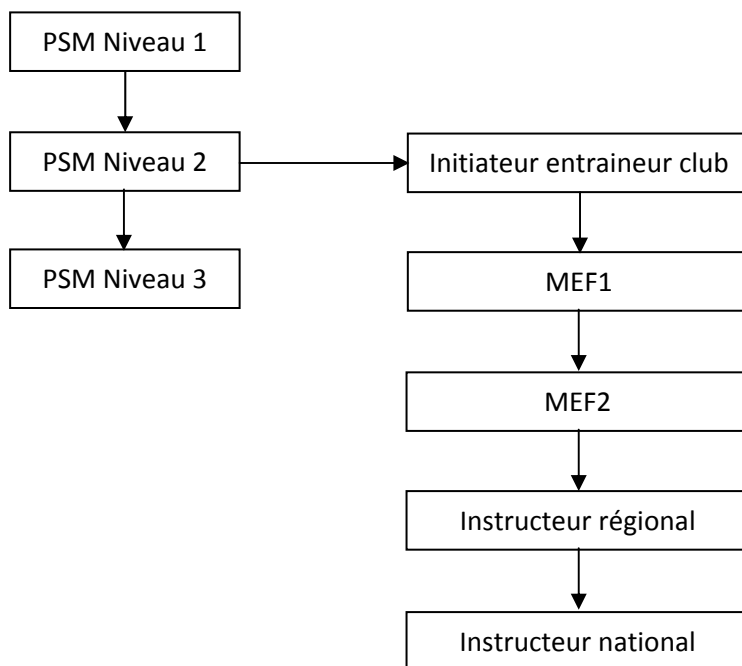 PSM Niveau 1
PSM Niveau 2
Initiateur entraineur club
PSM Niveau 3
MEF1
MEF2
Instructeur régional
Instructeur national